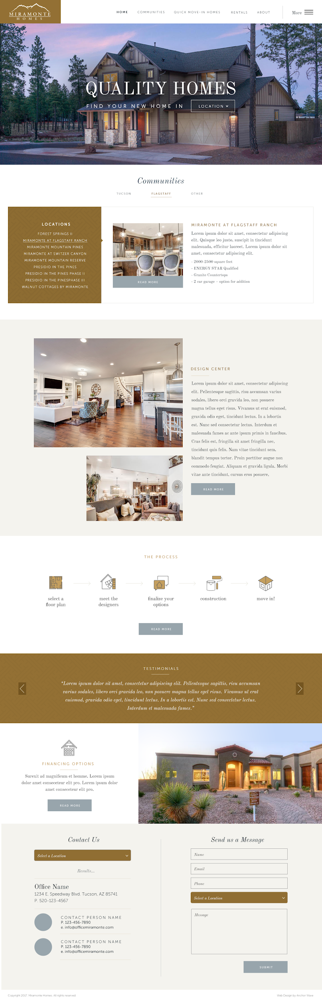 MIRAMONTE
HOMES
HOME
COMMUNITIES
QUICK MOVE-IN HOMES
RENTALS
ABOUT
More
QUALITY HOMES
FIND YOUR NEW HOME IN
LOCATION
Communities
TUCSON
FLAGSTAFF
OTHER
LOCATIONS
FOREST SPRINGS II
MIRAMONTE AT FLAGSTAFF RANCH
MIRAMONTE MOUNTAIN PINES
MIRAMONTE AT SWITZER CANYON
MIRAMONTE MOUNTAIN RESERVE
PRESIDIO IN THE PINES
PRESIDIO IN THE PINES PHASE II
PRESIDIO IN THE PINESPHASE III
WALNUT COTTAGES BY MIRAMONTE
READ MORE
MIRAMONTE AT FLAGSTAFF RANCH
Lorem ipsum dolor sit amet, consectetur adipiscing
elit. Quisque leo justo, suscipit in tincidunt
malesuada, efficitur laoreet. Lorem ipsum dolor sit
amet, consectetur adipiscing elit.
- 2000-2500 square feet
- ENERGY STAR Qualified
- Granite Countertops
- 2 car garage – option for addition
DESIGN CENTER
Lorem ipsum dolor sit amet, consectetur adipiscing
elit. Pellentesque sagittis, risu accumsan varius
sodales, libero orci gravida leo, non posuere
magna tellus eget risus. Vivamus ut erat euismod,
gravida odio eget, tincidunt lectus. In a lobortis
est. Nunc sed consectetur lectus. Interdum et
malesuada fames ac ante ipsum primis in faucibus.
Cras felis est, fringilla sit amet fringilla nec,
tincidunt quis felis. Nam vitae tincidunt sem,
blandit tempus tortor. Proin porttitor augue non
commodo feugiat. Aliquam et gravida ligula. Morbi
vitae ante tincidunt, cursus eros posuere,
READ MORE
THE PROCESS
select a
floor plan
meet the
designers
finalize your
options
construction
move in!
READ MORE
TESTIMONIALS
“Lorem ipsum dolor sit amet, consectetur adipiscing elit. Pellentesque sagittis, risu accumsan
varius sodales, libero orci gravida leo, non posuere magna tellus eget risus. Vivamus ut erat
euismod, gravida odio eget, tincidunt lectus. In a lobortis est. Nunc sed consectetur lectus.
Interdum et malesuada fames.”
FINANCING OPTIONS
Surexit ad magnificum et homme. Lorem ipsum
dolor amet conseceteur elit pro. Lorem ipsum dolor
amet conseceteur elit pro.
READ MORE
WELCOME
Contact Us
Select a Location
Results...
Office Name
1234 E. Speedway Blvd. Tucson, AZ 85741
P. 520-123-4567
CONTACT PERSON NAME
P. 123-456-7890
e. info@officemiramonte.com
CONTACT PERSON NAME
P. 123-456-7890
e. info@officemiramonte.com
Send us a Message
Name
Email
Phone
Select a Location
Message
SUBMIT
Copyright 2017. Miramonte Homes. All rights reserved.
Web Design by Anchor Wave